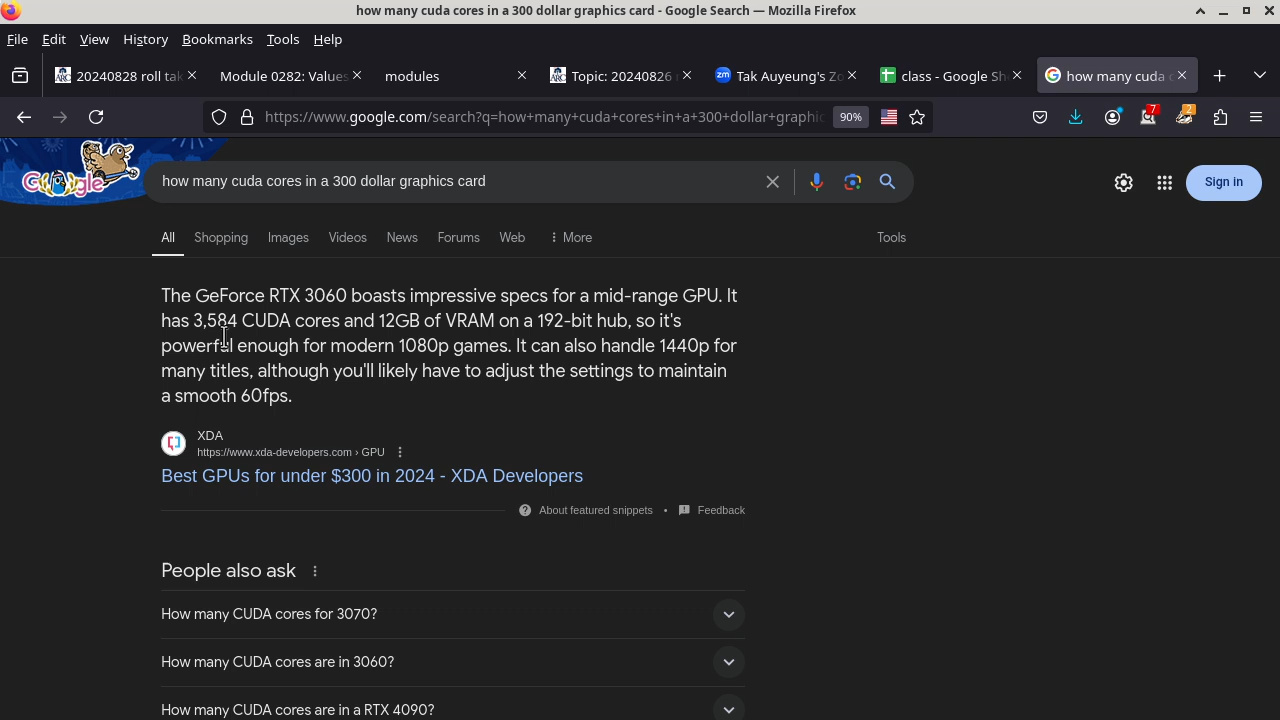 how many cuda cores in a 300 dollar graphics card - Google Search — Mozilla Firefox
File Edit View History Bookmarks Tools Help
20240828 roll tak
Module 0282: Values
modules
Topic: 20240826
Tak Auyeung's Zo
class - Google Sh
how many cuda c
https://www.google.com/search?q=how+many+cuda+cores+in+a+300+dollar+graphic
90%
7
2
Google
how many cuda cores in a 300 dollar graphics card
Sign in
All Shopping Images Videos News Forums Web More Tools
The GeForce RTX 3060 boasts impressive specs for a mid-range GPU. It
has 3,584 CUDA cores and 12GB of VRAM on a 192-bit hub, so it's
powerful enough for modern 1080p games. It can also handle 1440p for
many titles, although you'll likely have to adjust the settings to maintain
a smooth 60fps.
XDA
https://www.xda-developers.com › GPU
Best GPUs for under $300 in 2024 - XDA Developers
About featured snippets • Feedback
People also ask
How many CUDA cores for 3070?
How many CUDA cores are in 3060?
How many CUDA cores are in a RTX 4090?